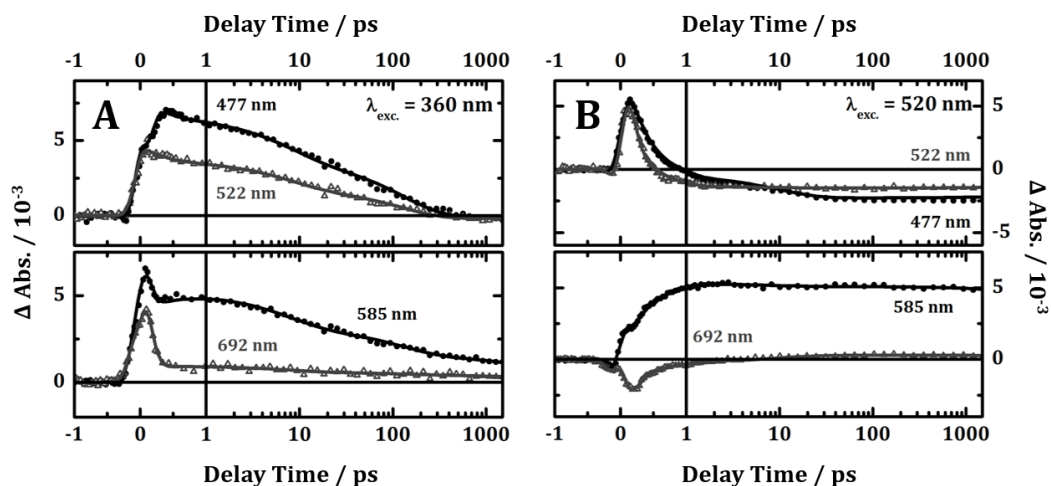 Delay Time / ps
Delay Time / ps
-1 0 1 10 100 1000
-1 0 1 10 100 1000
A
477 nm
λexc. = 360 nm
522 nm
5
0
B
λexc. = 520 nm
522 nm
477 nm
5
0
-5
585 nm
692 nm
5
0
585 nm
692 nm
5
0
Δ Abs. / 10-3
Δ Abs. / 10-3
-1 0 1 10 100 1000
-1 0 1 10 100 1000
Delay Time / ps
Delay Time / ps